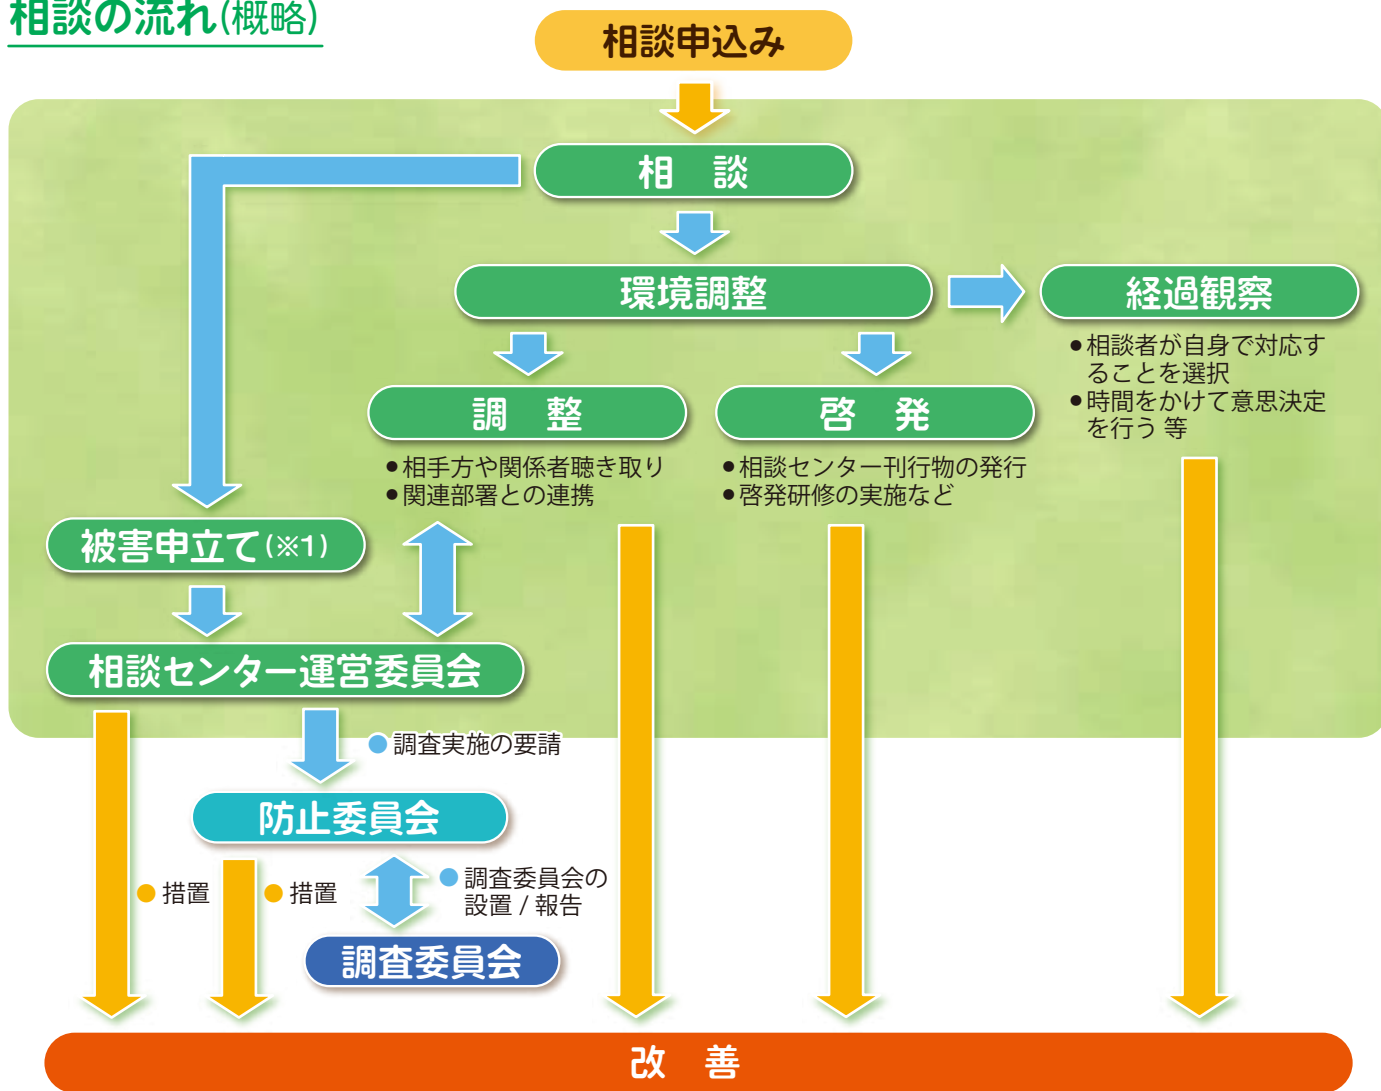 相談の流れ(概略)
相談申込み
相 談
環境調整
経過観察
●相談者が自身で対応す
ることを選択
●時間をかけて意思決定
を行う 等
調 整
●相手方や関係者聴き取り
●関連部署との連携
啓 発
●相談センター刊行物の発行
●啓発研修の実施など
被害申立て(※1)
相談センター運営委員会
●調査実施の要請
防止委員会
●措置
●措置
●調査委員会の
設置 / 報告
調査委員会
改 善